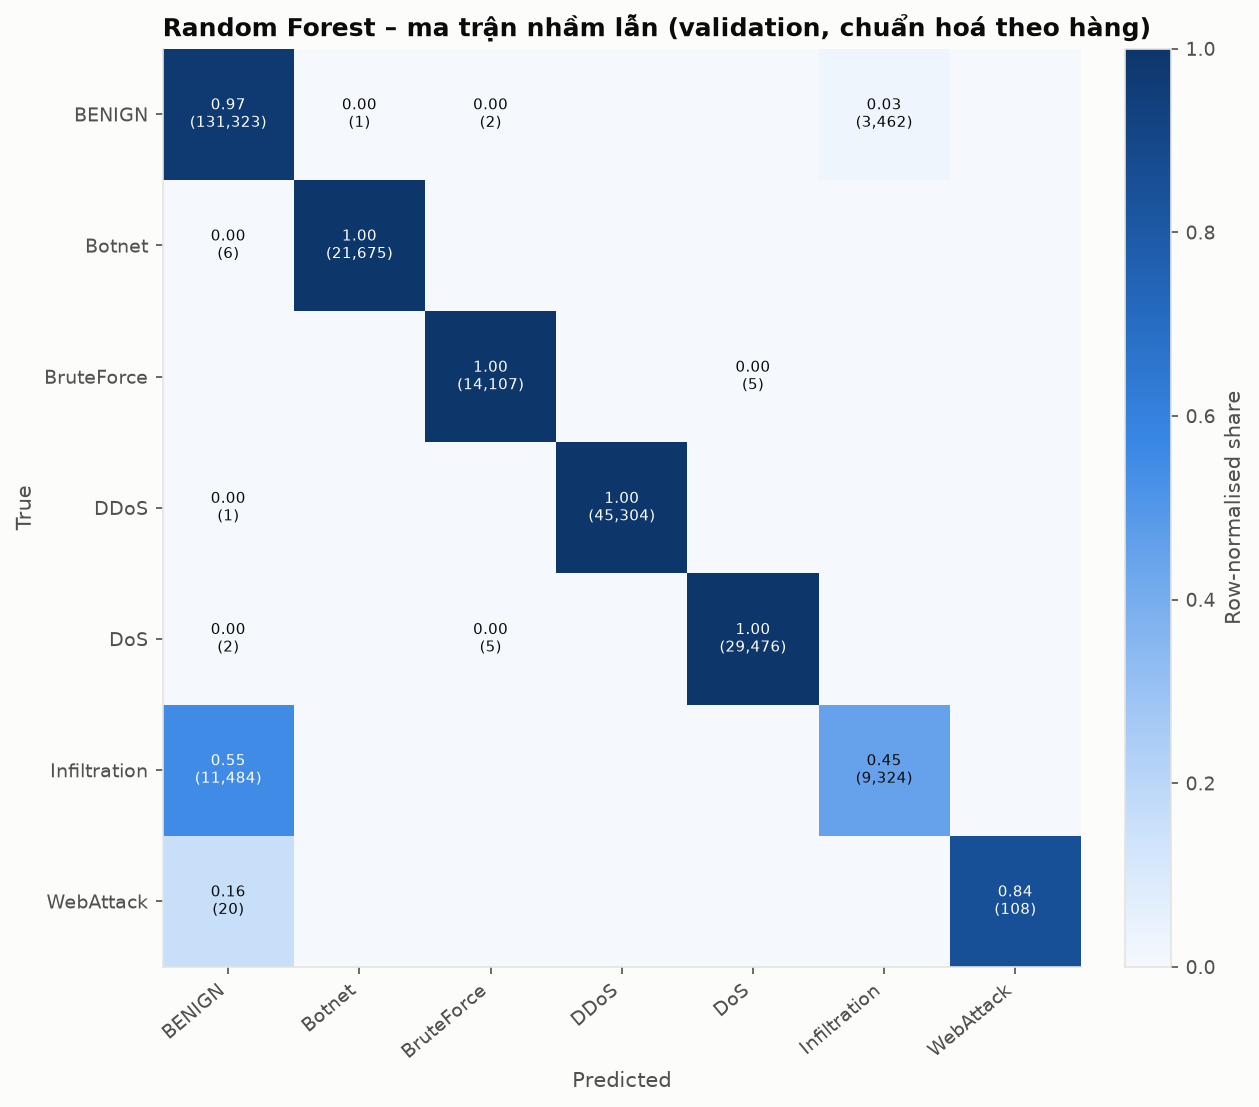 Random Forest – ma trận nhầm lẫn (validation, chuẩn hoá theo hàng)
True
BENIGN
0.97
(131,323)
0.00
(1)
0.00
(2)
0.03
(3,462)
Botnet
0.00
(6)
1.00
(21,675)
BruteForce
1.00
(14,107)
0.00
(5)
DDoS
0.00
(1)
1.00
(45,304)
DoS
0.00
(2)
0.00
(5)
1.00
(29,476)
Infiltration
0.55
(11,484)
0.45
(9,324)
WebAttack
0.16
(20)
0.84
(108)
BENIGN
Botnet
BruteForce
DDoS
DoS
Infiltration
WebAttack
Predicted
1.0
0.8
0.6
0.4
0.2
0.0
Row-normalised share